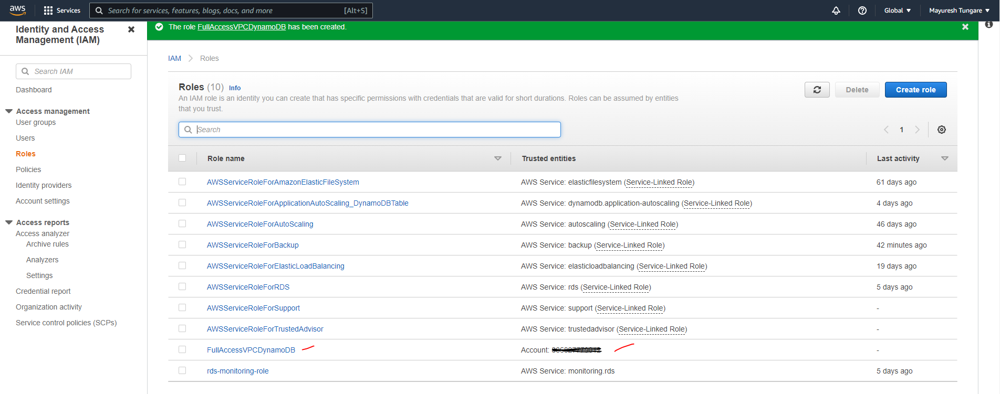 aws
Services
Search for services, features, blogs, docs, and more
[Alt+S]
Global
Mayuresh Tungare
Identity and Access
Management (IAM)
Search IAM
Dashboard
Access management
User groups
Users
Roles
Policies
Identity providers
Account settings
Access reports
Access analyzer
Archive rules
Analyzers
Settings
Credential report
Organization activity
Service control policies (SCPs)
The role FullAccessVPCDynamoDB has been created.
IAM > Roles
Roles (10) Info
An IAM role is an identity you can create that has specific permissions with credentials that are valid for short durations. Roles can be assumed by entities
that you trust.
Delete
Create role
Search
1
Role name Trusted entities Last activity
AWSServiceRoleForAmazonElasticFileSystem AWS Service: elasticfilesystem (Service-Linked Role) 61 days ago
AWSServiceRoleForApplicationAutoScaling_DynamoDBTable AWS Service: dynamodb.application-autoscaling (Service-Linked Role) 4 days ago
AWSServiceRoleForAutoScaling AWS Service: autoscaling (Service-Linked Role) 46 days ago
AWSServiceRoleForBackup AWS Service: backup (Service-Linked Role) 42 minutes ago
AWSServiceRoleForElasticLoadBalancing AWS Service: elasticloadbalancing (Service-Linked Role) 19 days ago
AWSServiceRoleForRDS AWS Service: rds (Service-Linked Role) 5 days ago
AWSServiceRoleForSupport AWS Service: support (Service-Linked Role) -
AWSServiceRoleForTrustedAdvisor AWS Service: trustedadvisor (Service-Linked Role) -
FullAccessVPCDynamoDB Account: -
rds-monitoring-role AWS Service: monitoring.rds 5 days ago